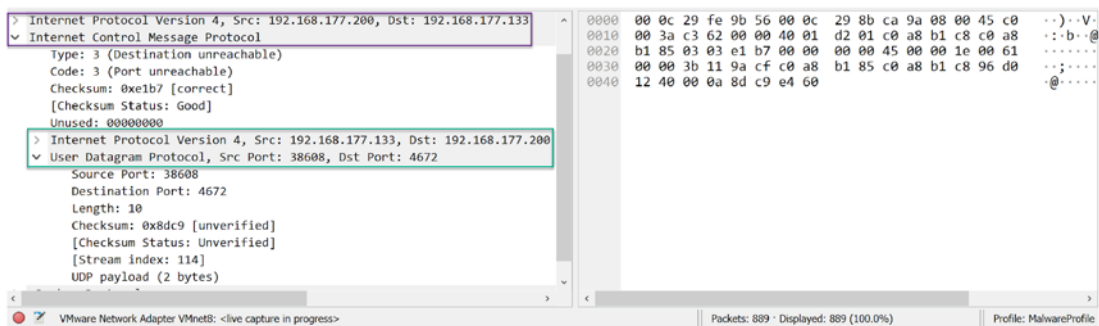 > Internet Protocol Version 4, Src: 192.168.177.200, Dst: 192.168.177.133
Internet Control Message Protocol
Type: 3 (Destination unreachable)
Code: 3 (Port unreachable)
Checksum: 0xe1b7 [correct]
[Checksum Status: Good]
Unused: 00000000
> Internet Protocol Version 4, Src: 192.168.177.133, Dst: 192.168.177.200
User Datagram Protocol, Src Port: 38608, Dst Port: 4672
Source Port: 38608
Destination Port: 4672
Length: 10
Checksum: 0x8dc9 [unverified]
[Checksum Status: Unverified]
[Stream index: 114]
UDP payload (2 bytes)
0000 00 0c 29 fe 9b 56 00 0c 29 8b ca 9a 08 00 45 c0 ··)··V·
0010 00 3a c3 62 00 00 40 01 d2 01 c0 a8 b1 c8 c0 a8 ·:·b··@
0020 b1 85 03 03 e1 b7 00 00 00 00 45 00 00 1e 00 61 ·······
0030 00 00 3b 11 9a cf c0 a8 b1 85 c0 a8 b1 c8 96 d0 ··;····
0040 12 40 00 0a 8d c9 e4 60 ·@·····
VMware Network Adapter VMnet8: <live capture in progress>
Packets: 889 · Displayed: 889 (100.0%)
Profile: MalwareProfile